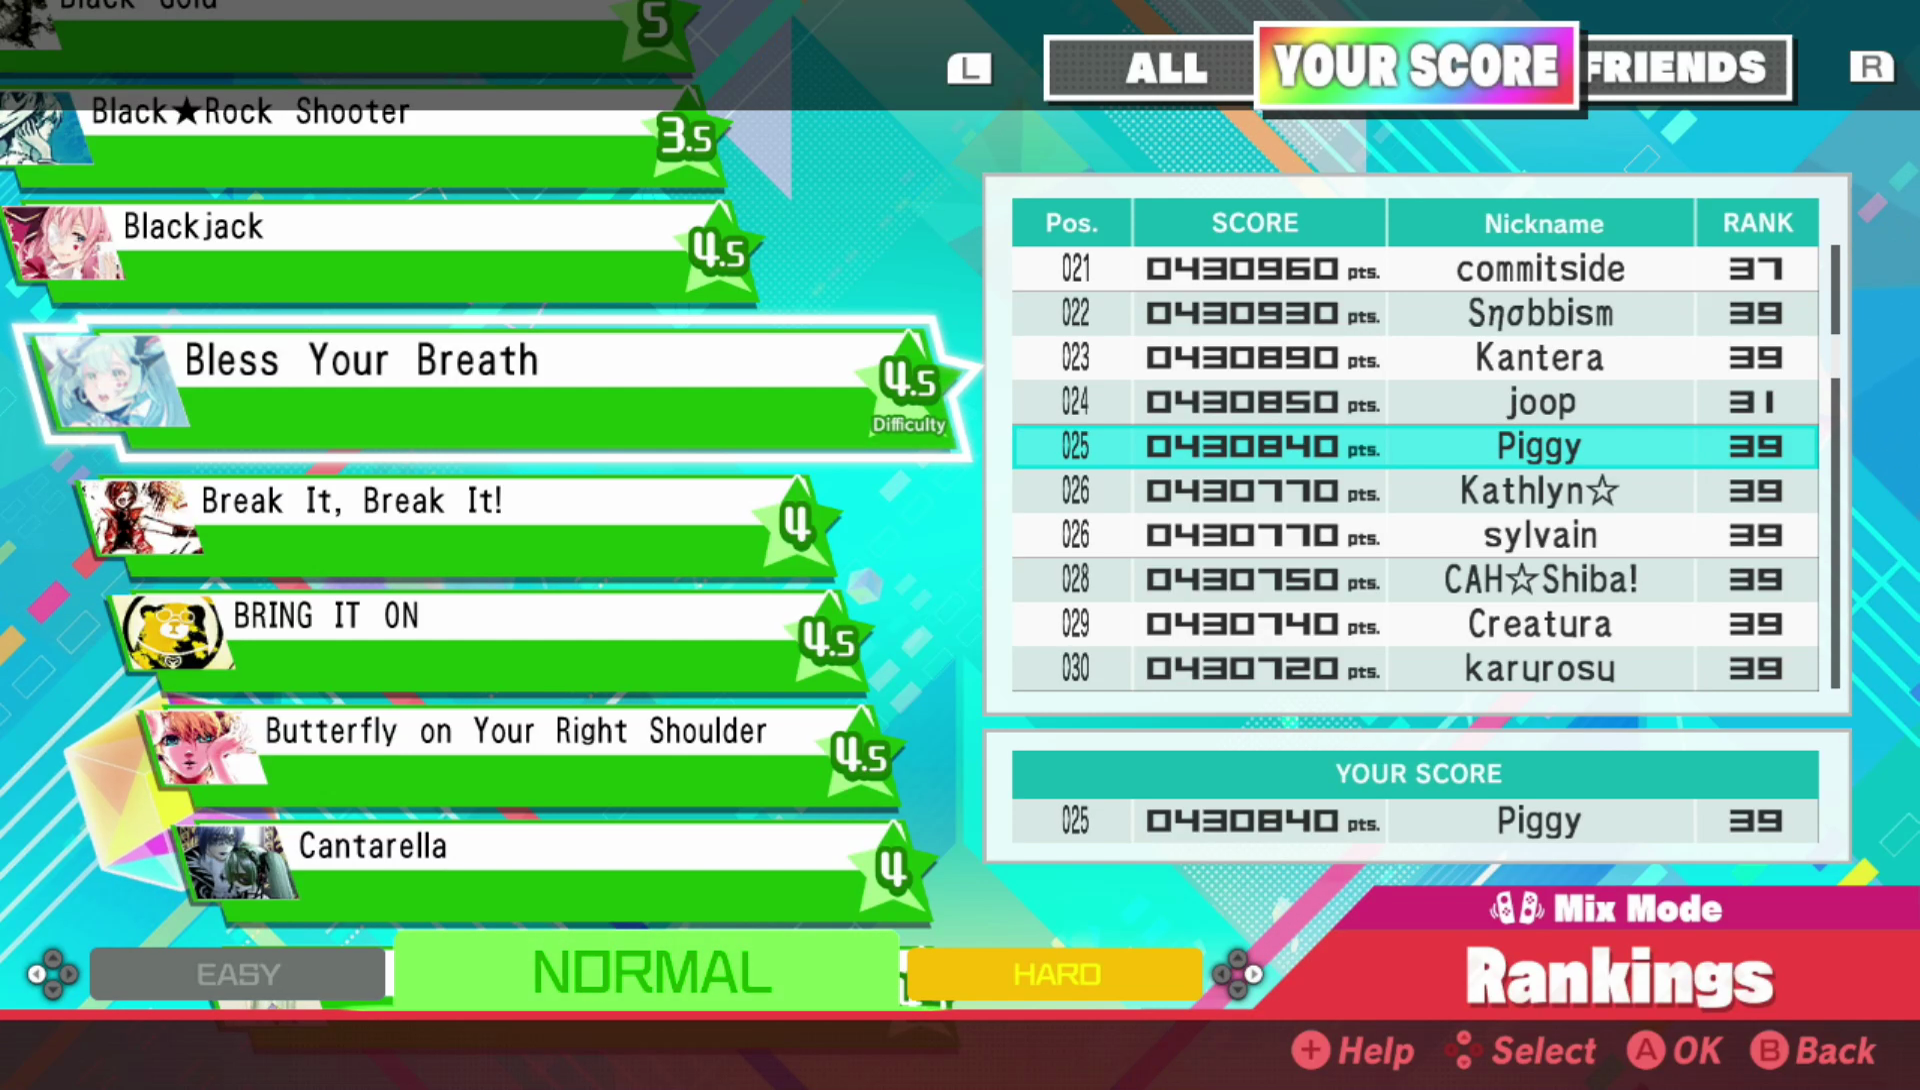 Black Gold
5
L
ALL
YOUR SCORE
FRIENDS
R
Black★Rock Shooter
3.5
Blackjack
4.5
Bless Your Breath
4.5
Difficulty
Break It, Break It!
4
BRING IT ON
4.5
Butterfly on Your Right Shoulder
4.5
Cantarella
4
Pos. SCORE Nickname RANK
021 0430960 pts. commitside 37
022 0430930 pts. Sησbbism 39
023 0430890 pts. Kantera 39
024 0430850 pts. joop 31
025 0430840 pts. Piggy 39
026 0430770 pts. Kathlyn☆ 39
026 0430770 pts. sylvain 39
028 0430750 pts. CAH☆Shiba! 39
029 0430740 pts. Creatura 39
030 0430720 pts. karurosu 39
YOUR SCORE
025 0430840 pts. Piggy 39
Mix Mode
Rankings
EASY
NORMAL
HARD
+ Help
Select
A OK
B Back